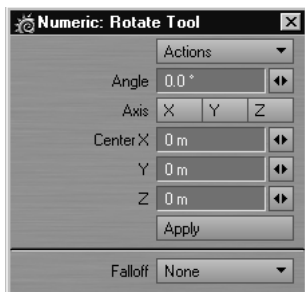 Numeric: Rotate Tool
Actions
Angle 0.0 °
Axis X Y Z
Center X 0 m
Y 0 m
Z 0 m
Apply
Falloff None